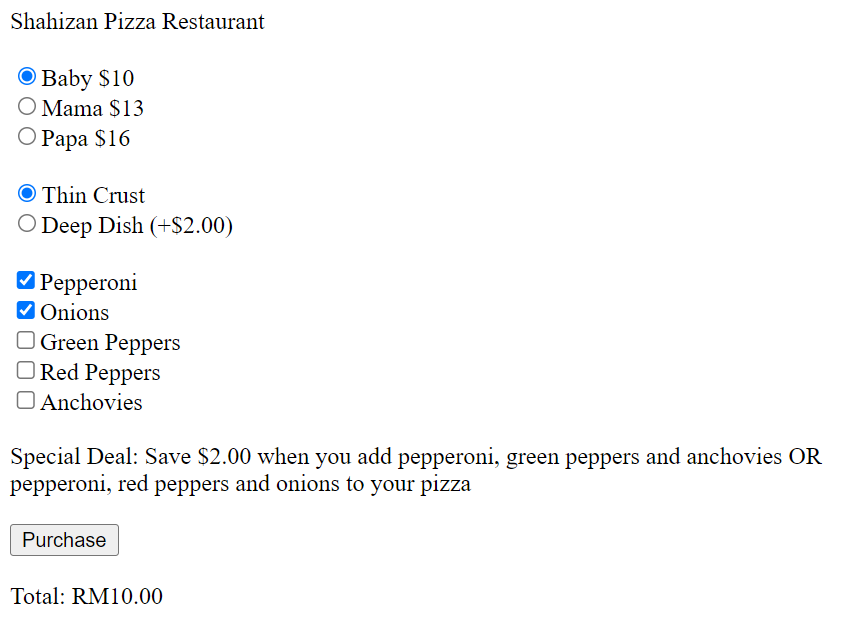 Shahizan Pizza Restaurant
Baby $10
Mama $13
Papa $16
Thin Crust
Deep Dish (+$2.00)
Pepperoni
Onions
Green Peppers
Red Peppers
Anchovies
Special Deal: Save $2.00 when you add pepperoni, green peppers and anchovies OR
pepperoni, red peppers and onions to your pizza
Purchase
Total: RM10.00